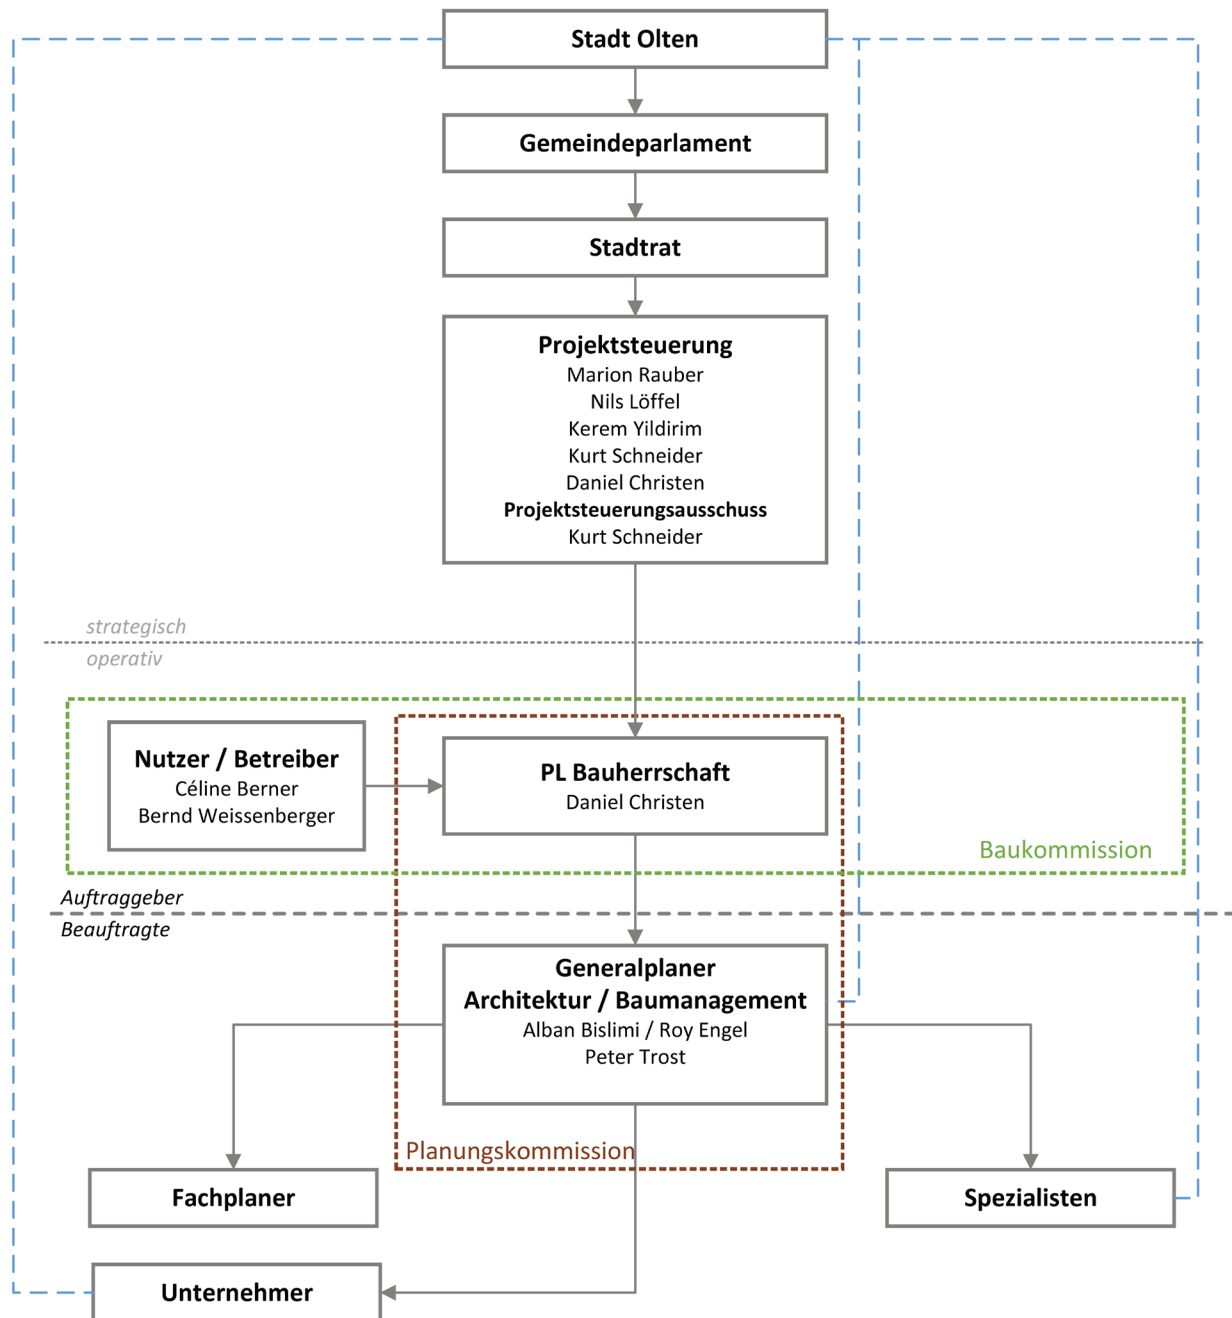 Stadt Olten
Gemeindeparlament
Stadtrat
Projektsteuerung
Marion Rauber
Nils Löffel
Kerem Yildirim
Kurt Schneider
Daniel Christen
Projektsteuerungsausschuss
Kurt Schneider
strategisch
operativ
Nutzer / Betreiber
Céline Berner
Bernd Weissenberger
PL Bauherrschaft
Daniel Christen
Baukommission
Auftraggeber
Beauftragte
Generalplaner
Architektur / Baumanagement
Alban Bislimi / Roy Engel
Peter Trost
Planungskommission
Fachplaner
Spezialisten
Unternehmer